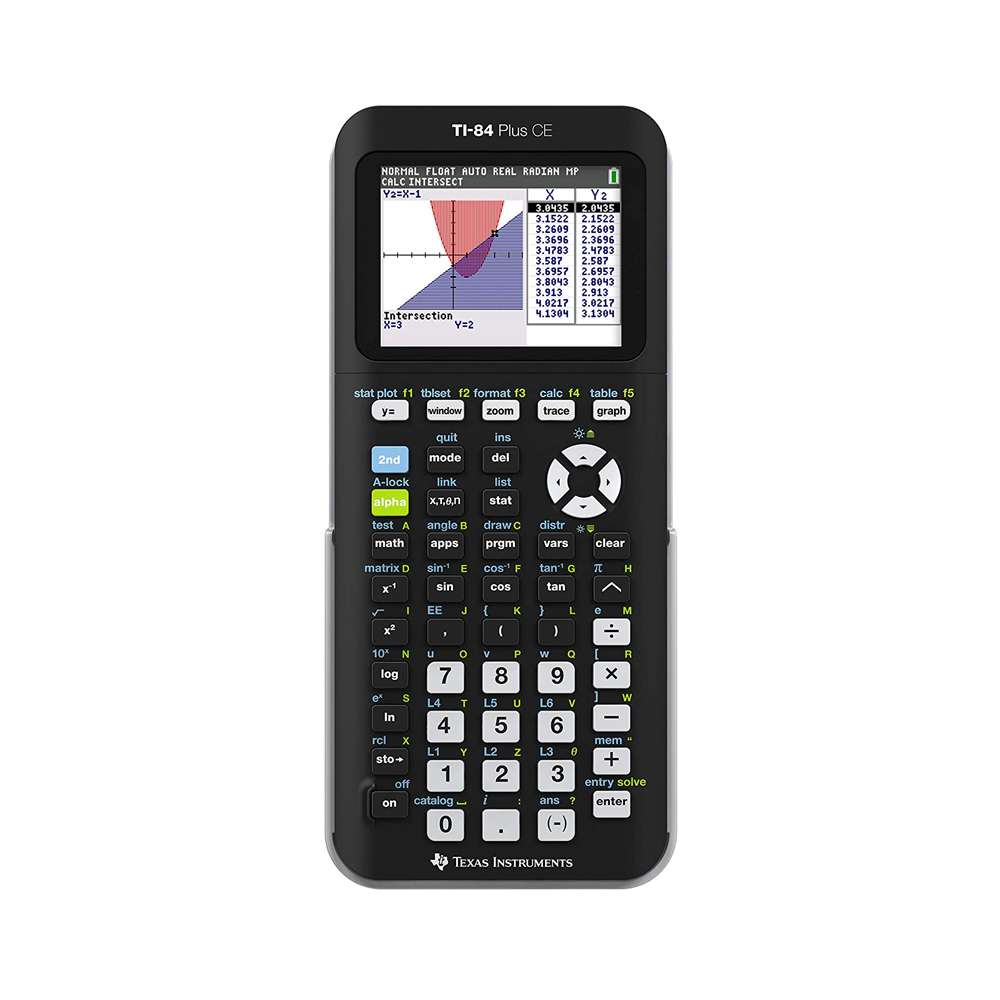 TI-84 Plus CE
NORMAL FLOAT AUTO REAL RADIAN MP
CALC INTERSECT
Y2=X-1
X Y2
3.0435 2.0435
3.1522 2.1522
3.2609 2.2609
3.3696 2.3696
3.4783 2.4783
3.587 2.587
3.6957 2.6957
3.8043 2.8043
3.913 2.913
4.0217 3.0217
4.1304 3.1304
Intersection
X=3 Y=2
stat plot f1 tblset f2 format f3 calc f4 table f5
y= window zoom trace graph
quit ins
2nd mode del
A-lock link list
alpha X,T,θ,n stat
test A angle B draw C distr
math apps prgm vars clear
matrix D sin⁻¹ E cos⁻¹ F tan⁻¹ G π H
x⁻¹ sin cos tan ^
√ I EE J { K } L e M
x² , ( ) ÷
10ˣ N u O v P w Q [ R
log 7 8 9 ×
eˣ S L4 T L5 U L6 V ] W
ln 4 5 6 −
rcl X L1 Y L2 Z L3 θ mem "
sto→ 1 2 3 +
off catalog ⎵ i : ans ? entry solve
on 0 . (-) enter
TEXAS INSTRUMENTS